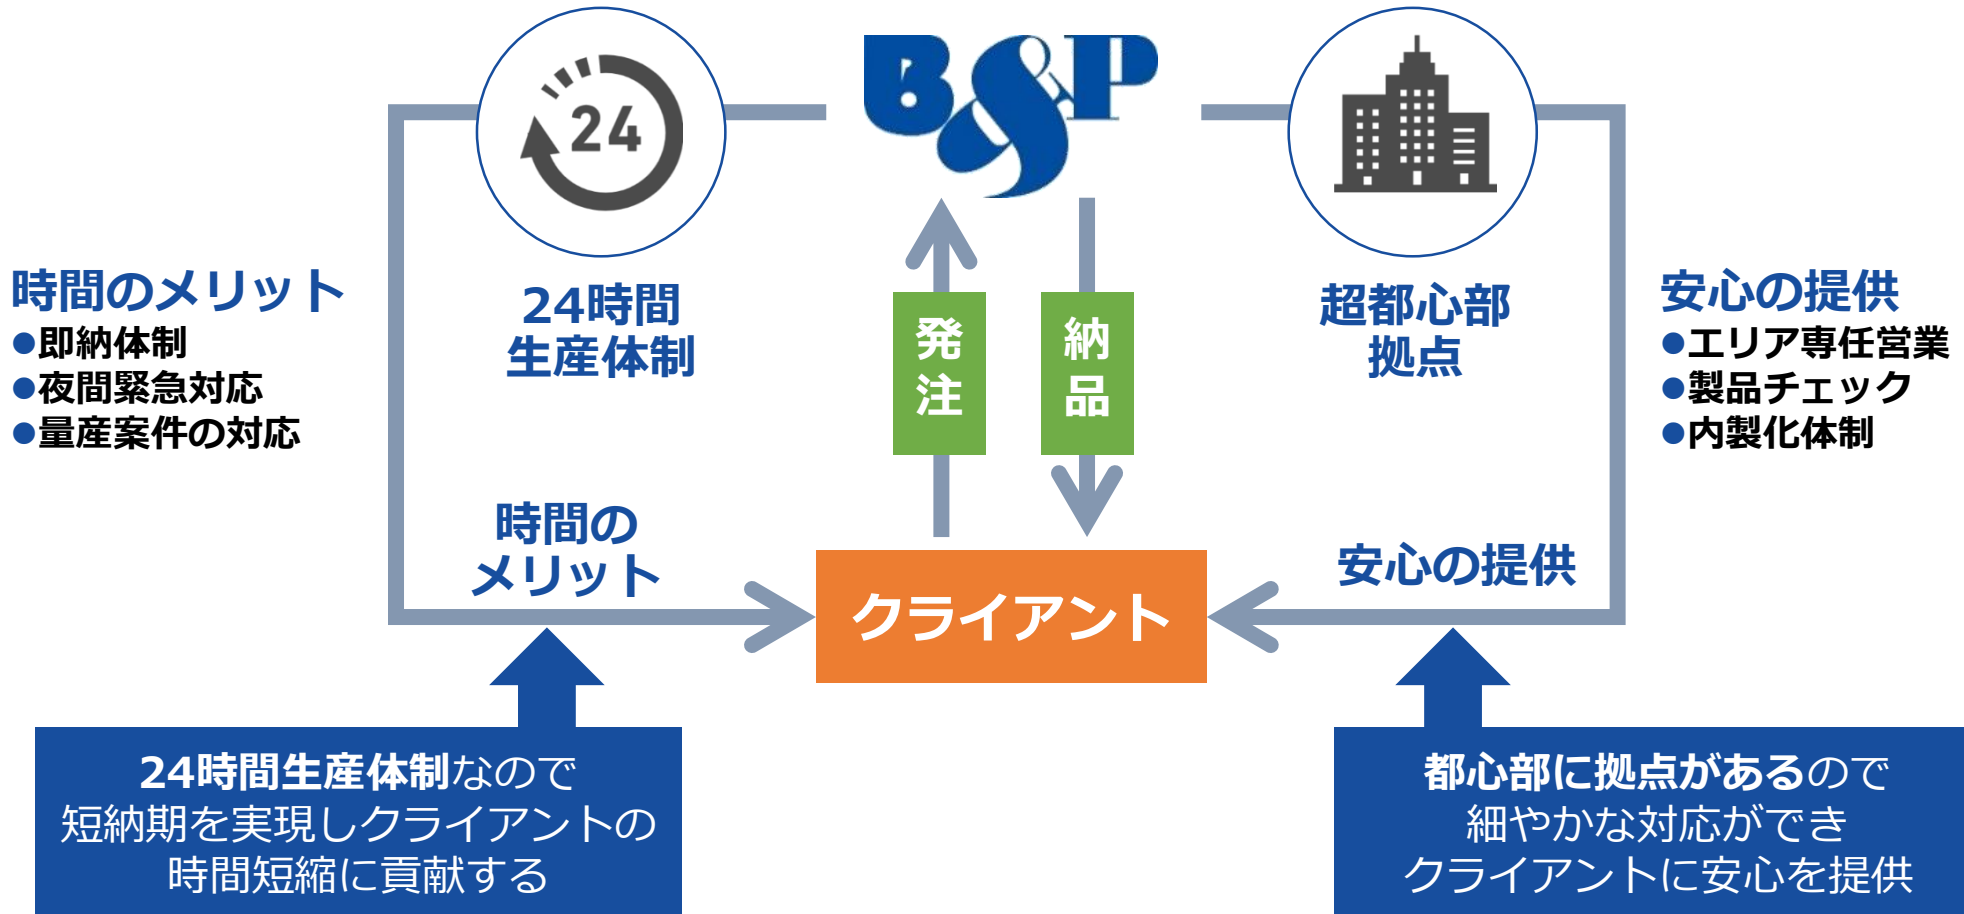 B&P
24
時間のメリット
●即納体制
●夜間緊急対応
●量産案件の対応
24時間
生産体制
発注
納品
超都心部
拠点
安心の提供
●エリア専任営業
●製品チェック
●内製化体制
時間の
メリット
クライアント
安心の提供
24時間生産体制なので
短納期を実現しクライアントの
時間短縮に貢献する
都心部に拠点があるので
細やかな対応ができ
クライアントに安心を提供